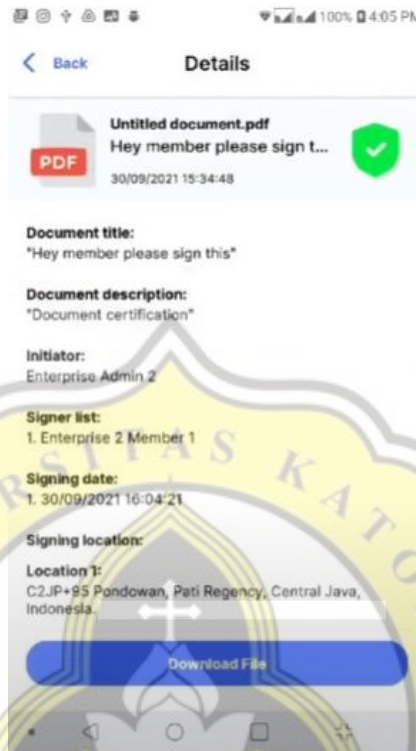 100% 4:05 PM
Back
Details
Untitled document.pdf
Hey member please sign t...
PDF
30/09/2021 15:34:48
Document title:
"Hey member please sign this"
Document description:
"Document certification"
Initiator:
Enterprise Admin 2
Signer list:
1. Enterprise 2 Member 1
Signing date:
1. 30/09/2021 16:04:21
Signing location:
Location 1:
C2JP+95 Pondowan, Pati Regency, Central Java,
Indonesia.
Download File
RSITAS KATO